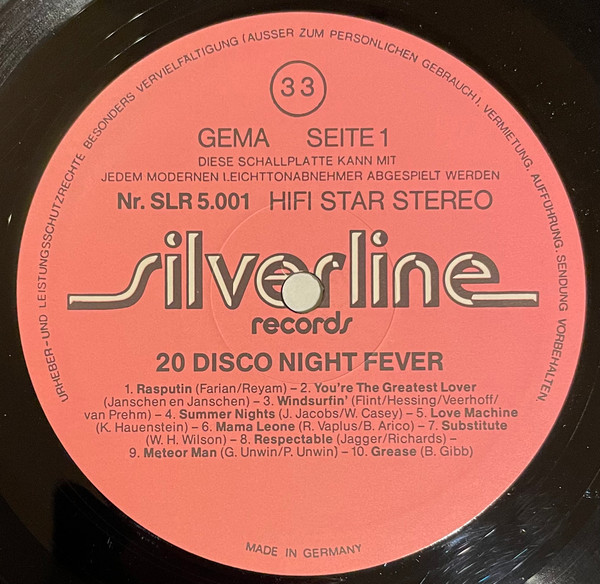 URHEBER-UND LEISTUNGSSCHUTZRECHTE BESONDERS VERVIELFÄLTIGUNG (AUSSER ZUM PERSÖNLICHEN GEBRAUCH), VERMIETUNG, AUFFÜHRUNG, SENDUNG VORBEHALTEN.
33
GEMA SEITE 1
DIESE SCHALLPLATTE KANN MIT
JEDEM MODERNEN LEICHTTONABNEHMER ABGESPIELT WERDEN
Nr. SLR 5.001 HIFI STAR STEREO
silverline
records
20 DISCO NIGHT FEVER
1. Rasputin (Farian/Reyam) – 2. You're The Greatest Lover
(Janschen en Janschen) – 3. Windsurfin' (Flint/Hessing/Veerhoff/
van Prehm) – 4. Summer Nights (J. Jacobs/W. Casey) – 5. Love Machine
(K. Hauenstein) – 6. Mama Leone (R. Vaplus/B. Arico) – 7. Substitute
(W. H. Wilson) – 8. Respectable (Jagger/Richards) –
9. Meteor Man (G. Unwin/P. Unwin) – 10. Grease (B. Gibb)
MADE IN GERMANY